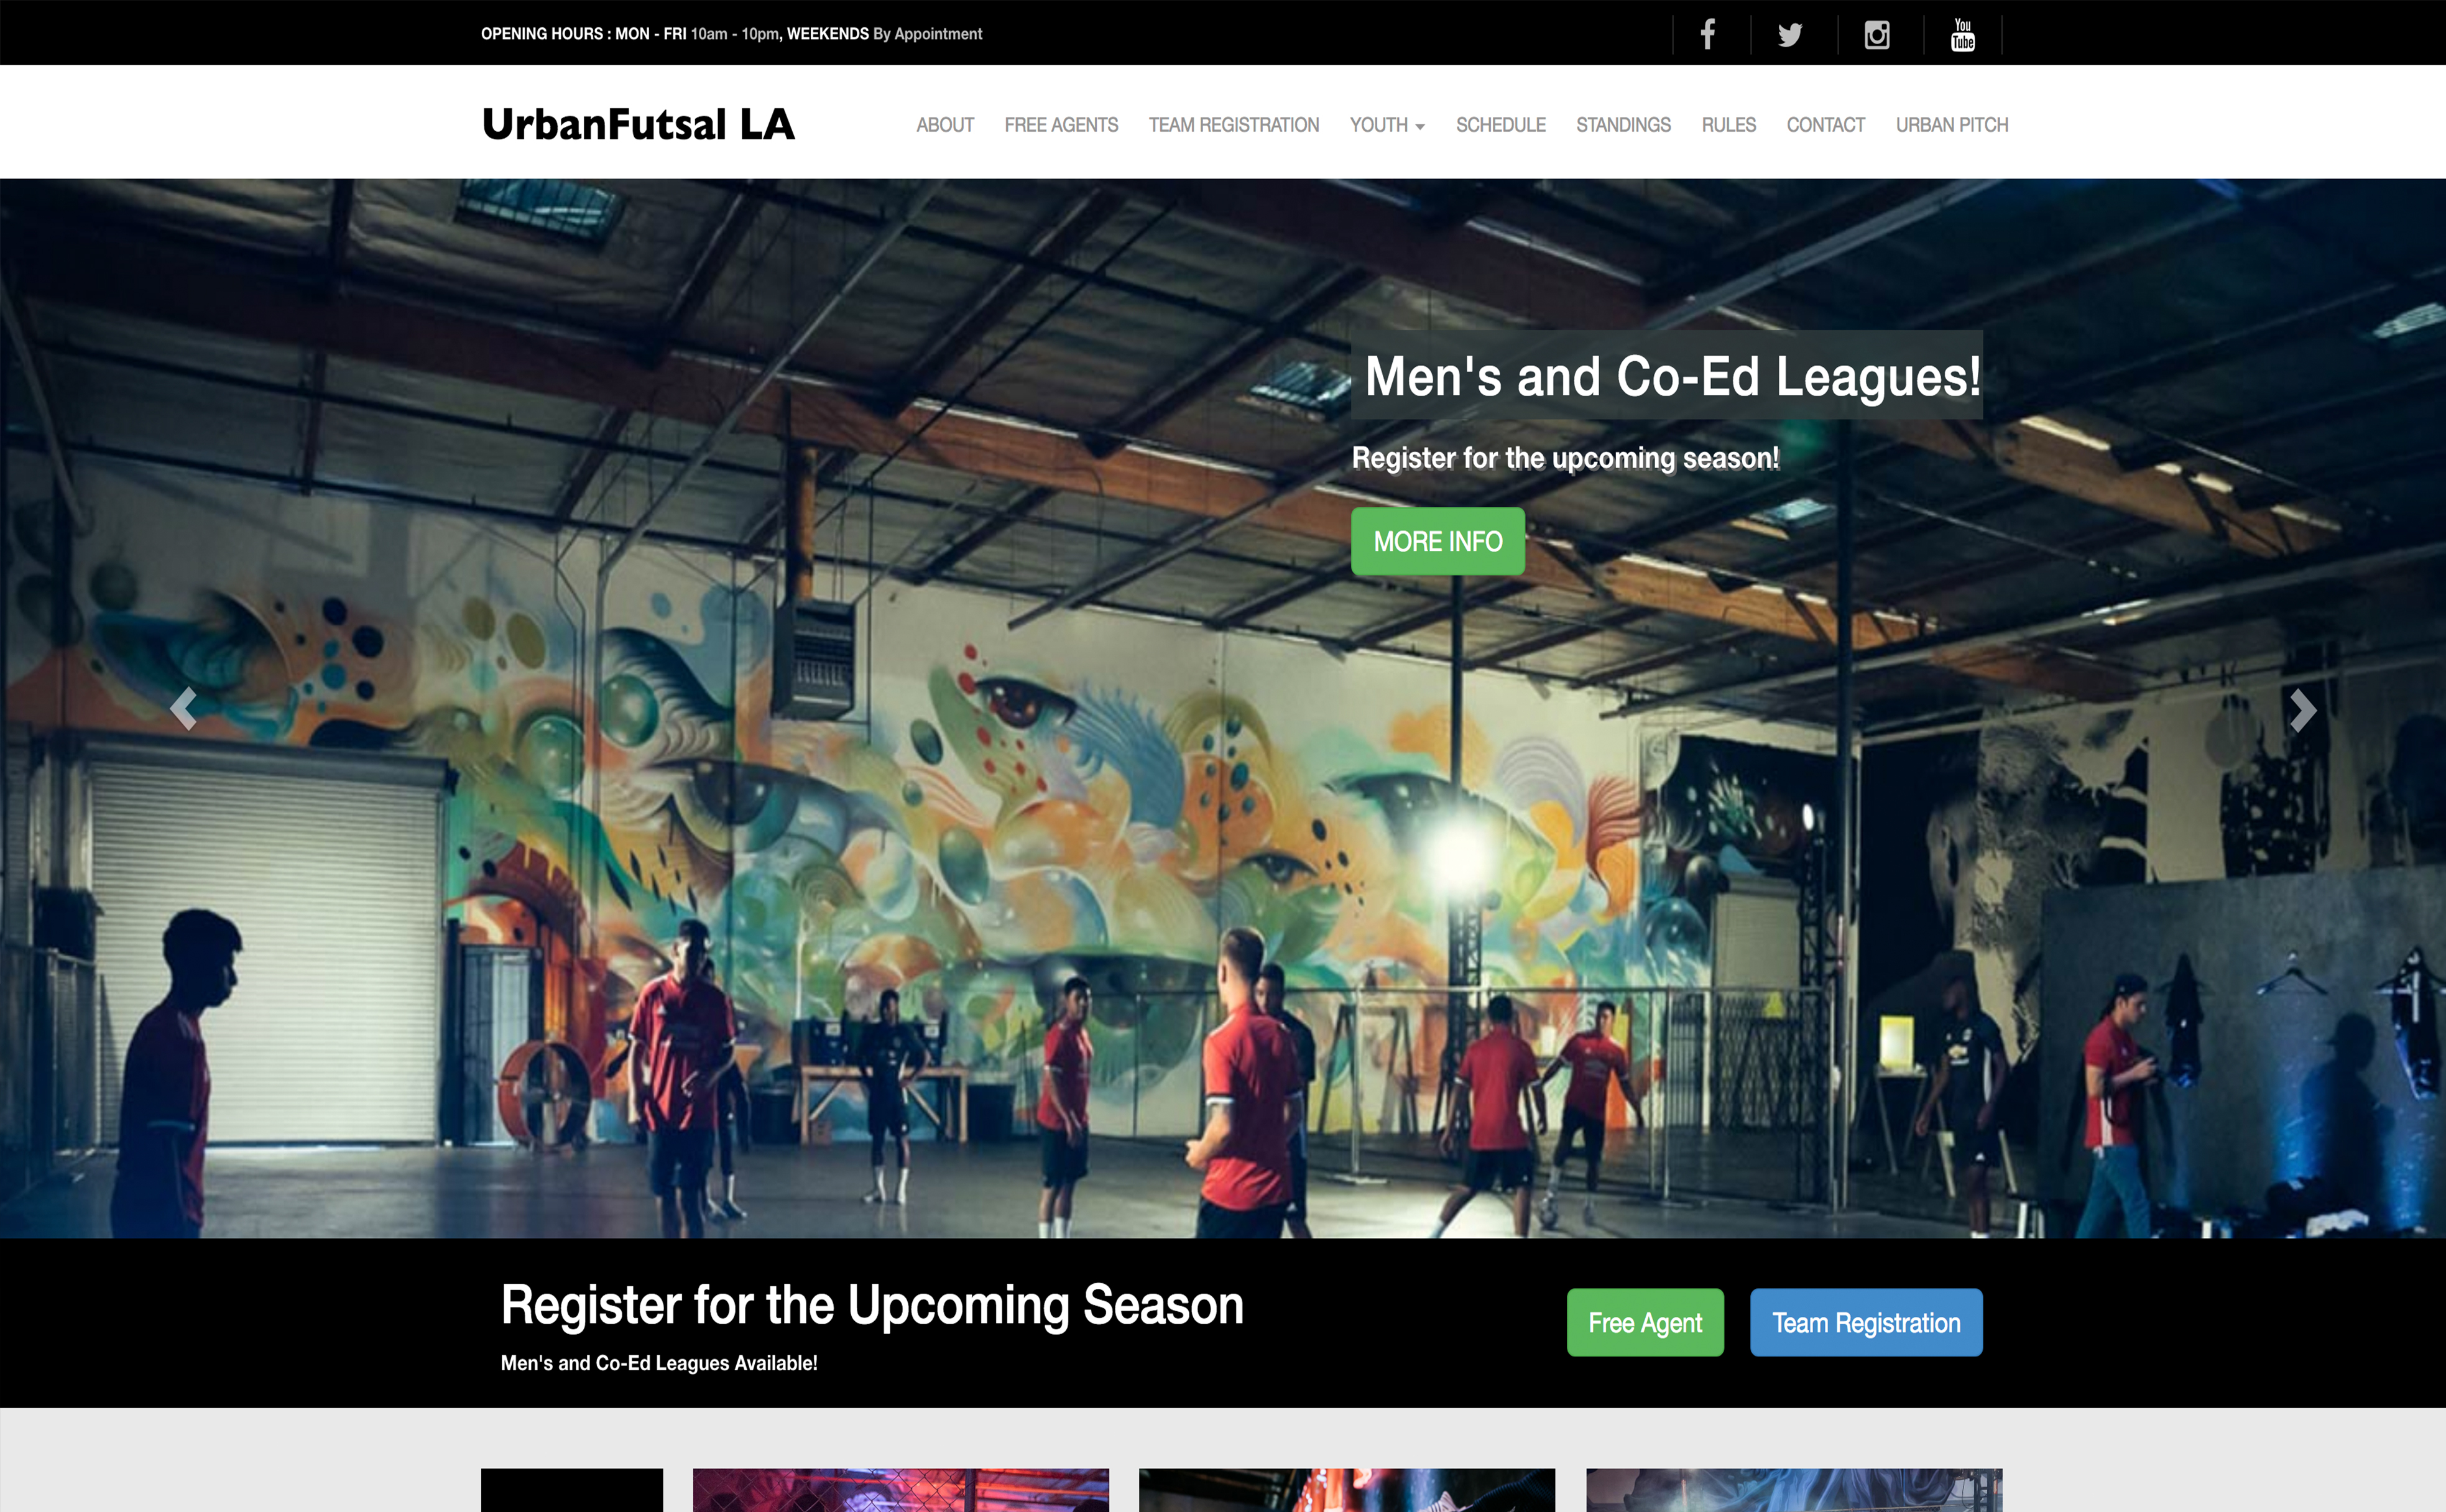 OPENING HOURS : MON - FRI 10am - 10pm, WEEKENDS By Appointment
You
Tube
UrbanFutsal LA
ABOUT FREE AGENTS TEAM REGISTRATION YOUTH SCHEDULE STANDINGS RULES CONTACT URBAN PITCH
Men's and Co-Ed Leagues!
Register for the upcoming season!
MORE INFO
Register for the Upcoming Season
Men's and Co-Ed Leagues Available!
Free Agent
Team Registration